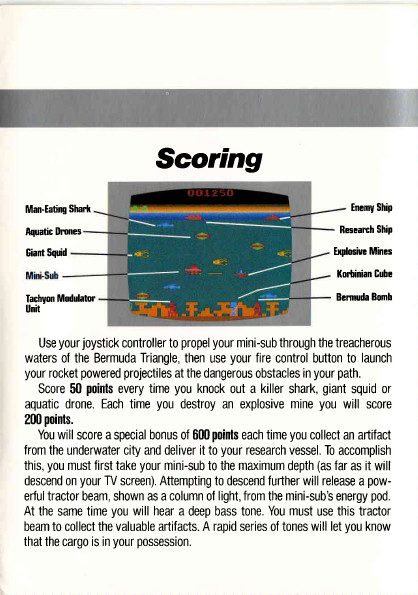 Scoring
001250
Man-Eating Shark
Aquatic Drones
Giant Squid
Mini-Sub
Tachyon Modulator
Unit
Enemy Ship
Research Ship
Explosive Mines
Korbinian Cube
Bermuda Bomb
Use your joystick controller to propel your mini-sub through the treacherous
waters of the Bermuda Triangle, then use your fire control button to launch
your rocket powered projectiles at the dangerous obstacles in your path.
Score 50 points every time you knock out a killer shark, giant squid or
aquatic drone. Each time you destroy an explosive mine you will score
200 points.
You will score a special bonus of 600 points each time you collect an artifact
from the underwater city and deliver it to your research vessel. To accomplish
this, you must first take your mini-sub to the maximum depth (as far as it will
descend on your TV screen). Attempting to descend further will release a pow-
erful tractor beam, shown as a column of light, from the mini-sub's energy pod.
At the same time you will hear a deep bass tone. You must use this tractor
beam to collect the valuable artifacts. A rapid series of tones will let you know
that the cargo is in your possession.